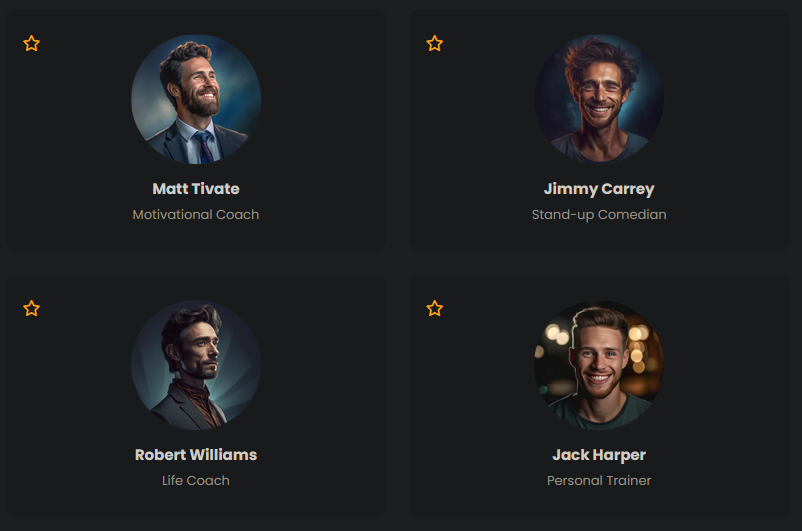 Matt Tivate
Motivational Coach
Jimmy Carrey
Stand-up Comedian
Robert Williams
Life Coach
Jack Harper
Personal Trainer